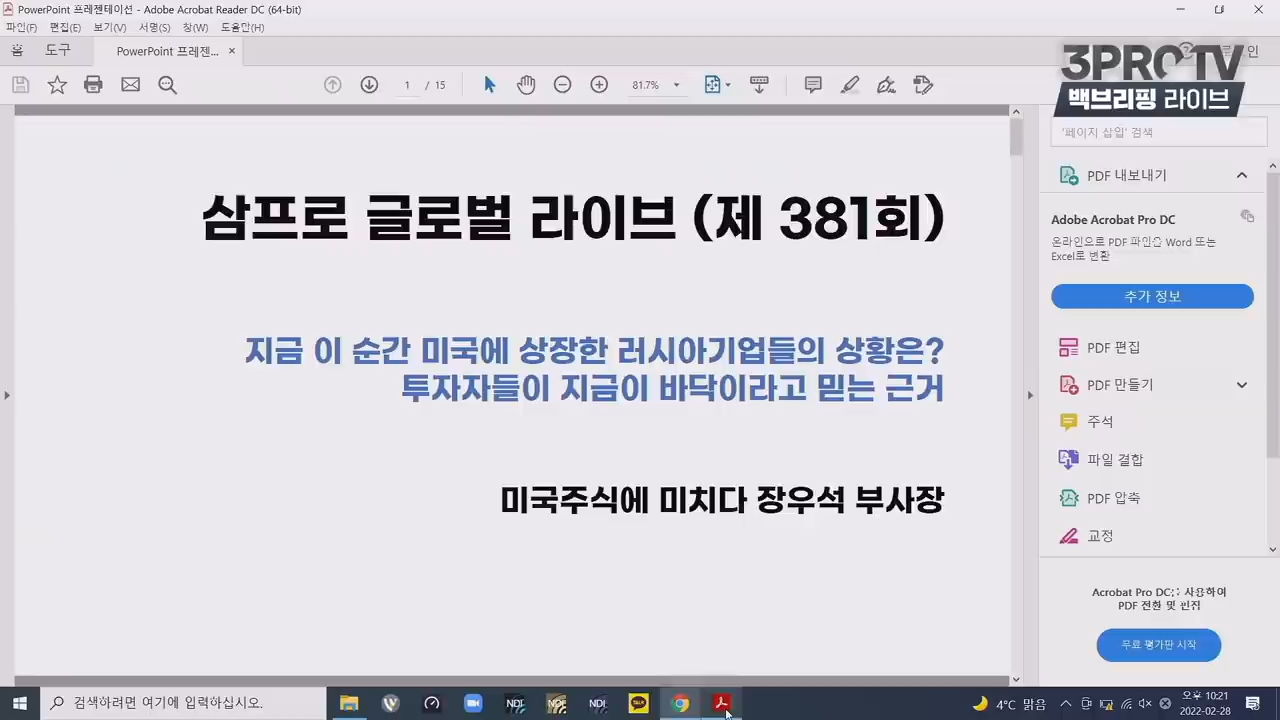 PowerPoint 프레젠테이션 - Adobe Acrobat Reader DC (64-bit)
파일(F) 편집(E) 보기(V) 서명(S) 창(W) 도움말(H)
홈 도구 PowerPoint 프레젠... ×
1 / 15 81.7%
3PROTV
백브리핑 라이브
'페이지 삽입' 검색
삼프로 글로벌 라이브 (제 381회)
지금 이 순간 미국에 상장한 러시아기업들의 상황은?
투자자들이 지금이 바닥이라고 믿는 근거
미국주식에 미치다 장우석 부사장
PDF 내보내기
Adobe Acrobat Pro DC
온라인으로 PDF 파일을 Word 또는
Excel로 변환
추가 정보
PDF 편집
PDF 만들기
주석
파일 결합
PDF 압축
교정
Acrobat Pro DC를 사용하여
PDF 전환 및 편집
무료 평가판 시작
검색하려면 여기에 입력하십시오.
TALK
4°C 맑음
오후 10:21
2022-02-28